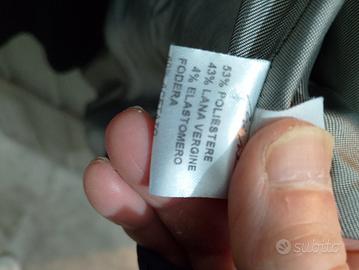 53% POLIESTERE
43% LANA VERGINE
4% ELASTOMERO
FODERA
subito